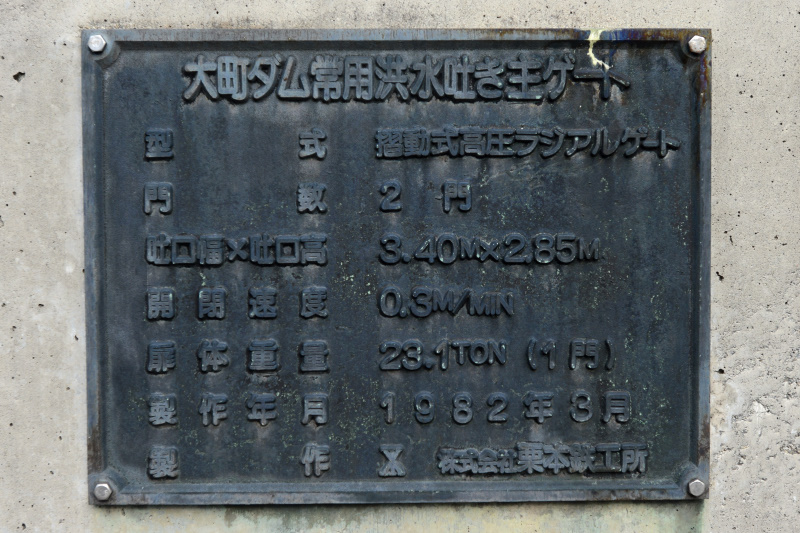 大町ダム常用洪水吐き主ゲート
型式 摺動式高圧ラジアルゲート
門数 2門
吐口幅×吐口高 3.40M×2.85M
開閉速度 0.3M/MIN
扉体重量 23.1TON (1門)
製作年月 1982年3月
製作 株式会社栗本鉄工所